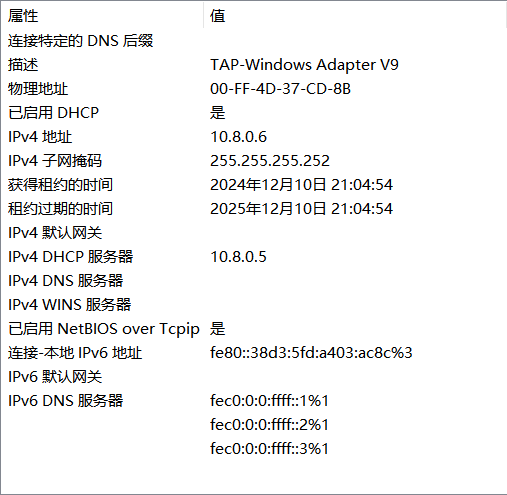 属性 值
连接特定的 DNS 后缀
描述 TAP-Windows Adapter V9
物理地址 00-FF-4D-37-CD-8B
已启用 DHCP 是
IPv4 地址 10.8.0.6
IPv4 子网掩码 255.255.255.252
获得租约的时间 2024年12月10日 21:04:54
租约过期的时间 2025年12月10日 21:04:54
IPv4 默认网关
IPv4 DHCP 服务器 10.8.0.5
IPv4 DNS 服务器
IPv4 WINS 服务器
已启用 NetBIOS over Tcpip 是
连接-本地 IPv6 地址 fe80::38d3:5fd:a403:ac8c%3
IPv6 默认网关
IPv6 DNS 服务器 fec0:0:0:ffff::1%1
fec0:0:0:ffff::2%1
fec0:0:0:ffff::3%1